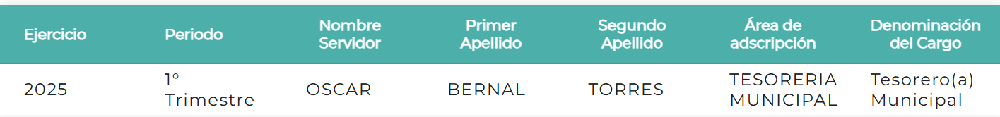 Ejercicio
Periodo
Nombre
Servidor
Primer
Apellido
Segundo
Apellido
Área de
adscripción
Denominación
del Cargo
2025
1°
Trimestre
OSCAR
BERNAL
TORRES
TESORERIA
MUNICIPAL
Tesorero(a)
Municipal